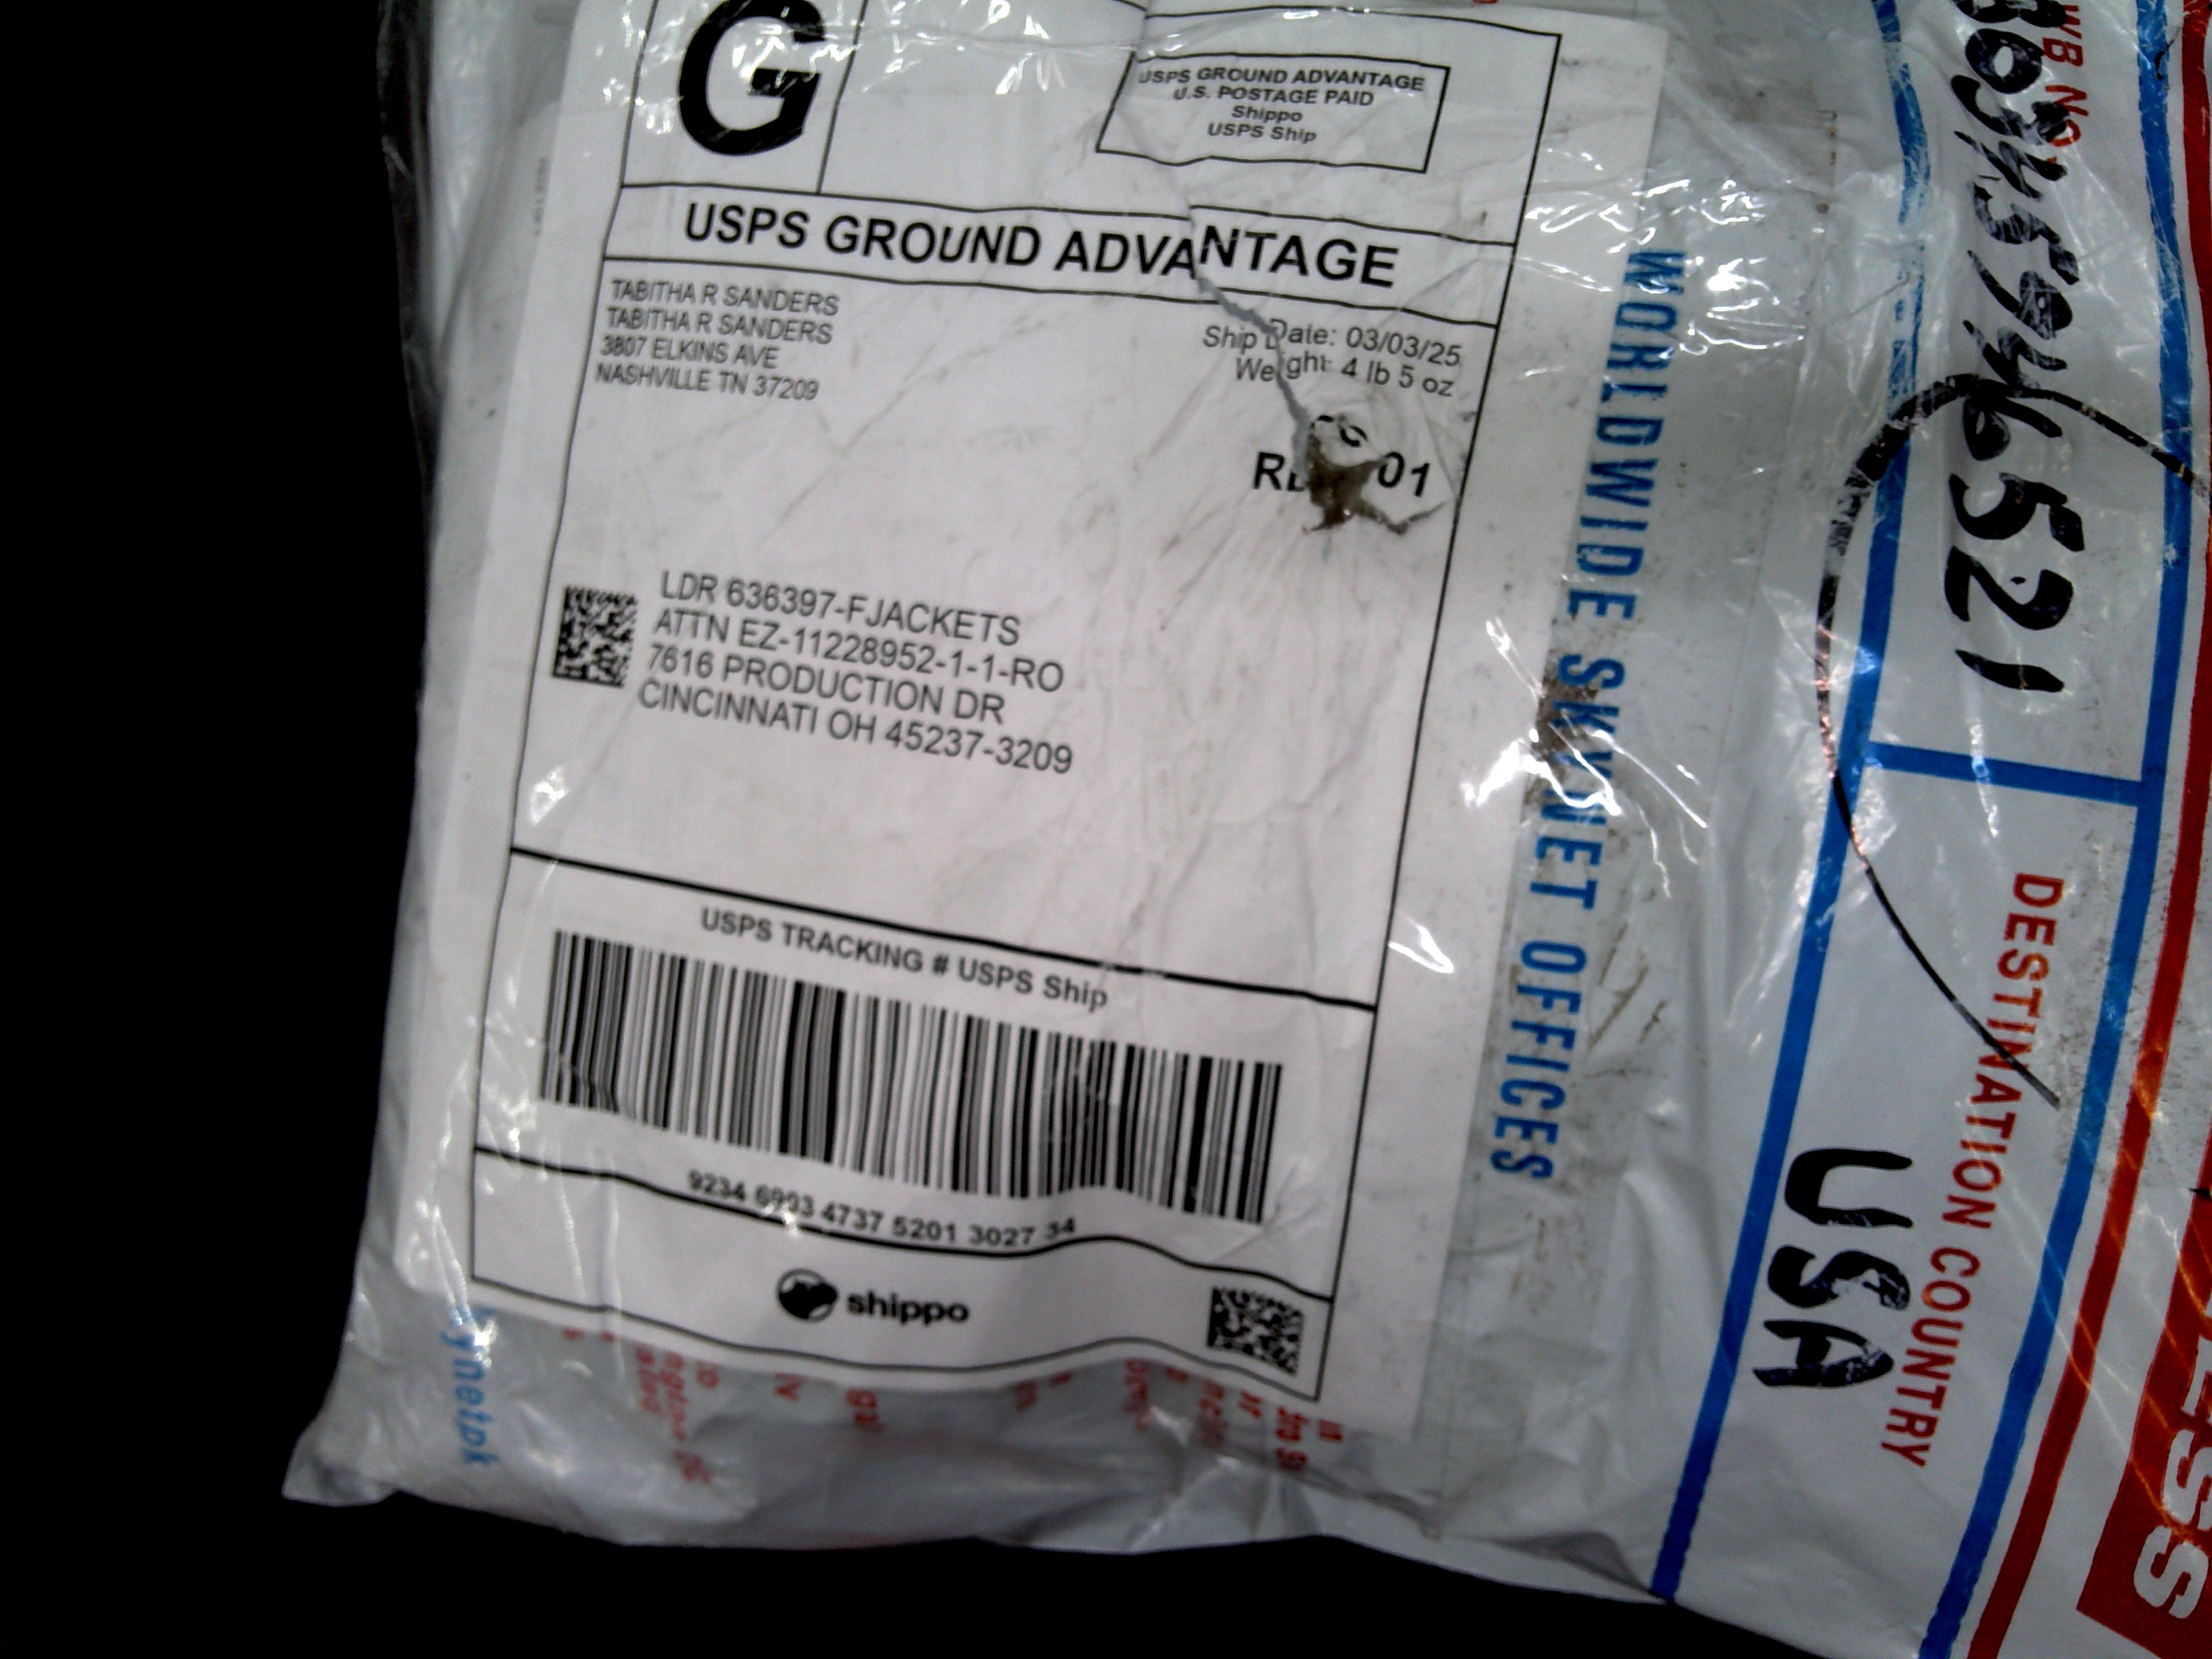 G
USPS GROUND ADVANTAGE
U.S. POSTAGE PAID
Shippo
USPS Ship
USPS GROUND ADVANTAGE
TABITHA R SANDERS
TABITHA R SANDERS
3807 ELKINS AVE
NASHVILLE TN 37209
Ship Date: 03/03/25
Weight: 4 lb 5 oz
LDR 636397-FJACKETS
ATTN EZ-11228952-1-1-RO
7616 PRODUCTION DR
CINCINNATI OH 45237-3209
USPS TRACKING # USPS Ship
9234 6903 4737 5201 3027 34
shippo
WORLDWIDE SKYNET OFFICES
DESTINATION COUNTRY
USA